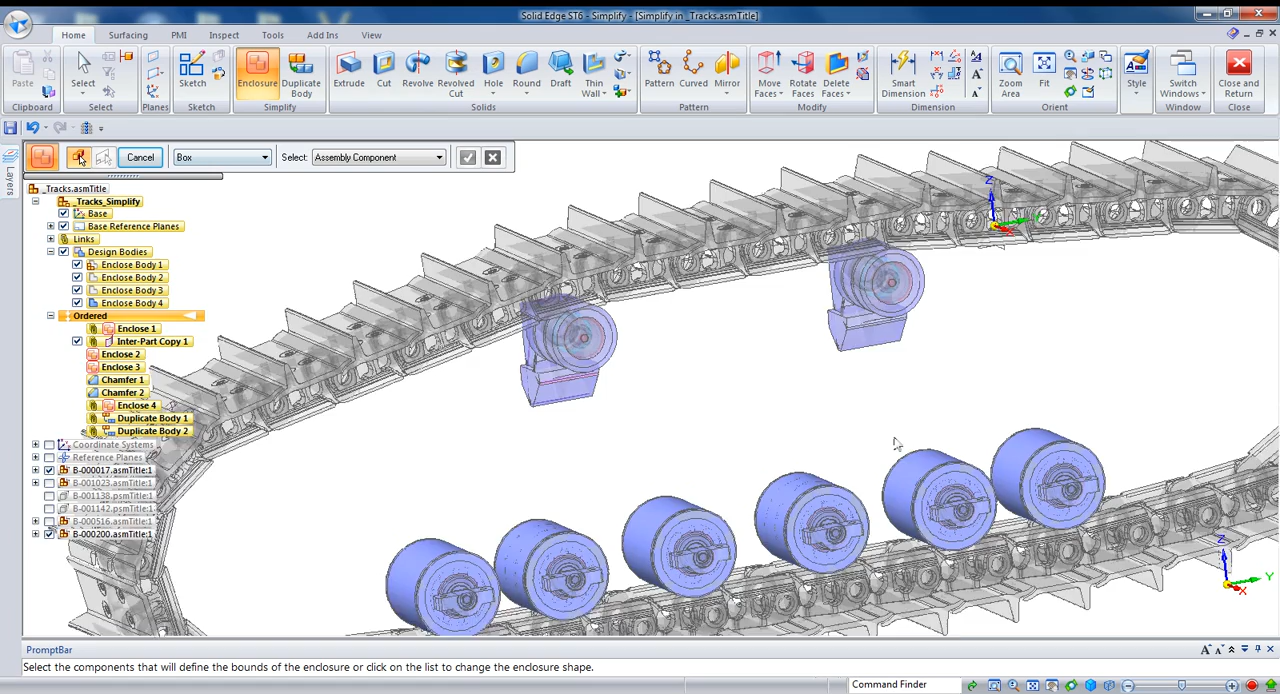 Solid Edge ST6 - Simplify - [Simplify in _Tracks.asmTitle]
Home Surfacing PMI Inspect Tools Add Ins View
Paste Select Sketch Enclosure Duplicate Body Extrude Cut Revolve Revolved Cut Hole Round Draft Thin Wall Pattern Curved Mirror Move Faces Rotate Faces Delete Faces Smart Dimension Zoom Area Fit Style Switch Windows Close and Return
Clipboard Select Planes Sketch Simplify Solids Pattern Modify Dimension Orient Window Close
Layers
Cancel Box Select: Assembly Component
_Tracks.asmTitle
_Tracks_Simplify
Base
Base Reference Planes
Links
Design Bodies
Enclose Body 1
Enclose Body 2
Enclose Body 3
Enclose Body 4
Ordered
Enclose 1
Inter-Part Copy 1
Enclose 2
Enclose 3
Chamfer 1
Chamfer 2
Enclose 4
Duplicate Body 1
Duplicate Body 2
Coordinate Systems
Reference Planes
B-000017.asmTitle:1
B-001023.asmTitle:1
B-001138.psmTitle:1
B-001142.psmTitle:1
B-000516.asmTitle:1
B-000200.asmTitle:1
Z
Z
Y
X
PromptBar
Select the components that will define the bounds of the enclosure or click on the list to change the enclosure shape.
Command Finder